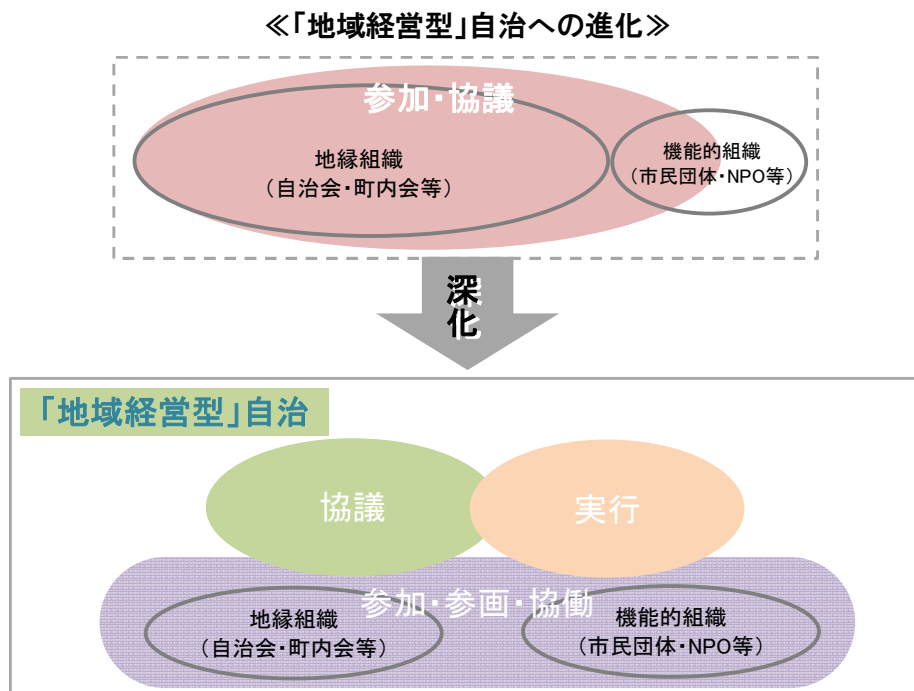 ≪「地域経営型」自治への進化≫
参加・協議
地縁組織
（自治会・町内会等）
機能的組織
（市民団体・NPO等）
深
化
「地域経営型」自治
協議
実行
参加・参画・協働
地縁組織
（自治会・町内会等）
機能的組織
（市民団体・NPO等）